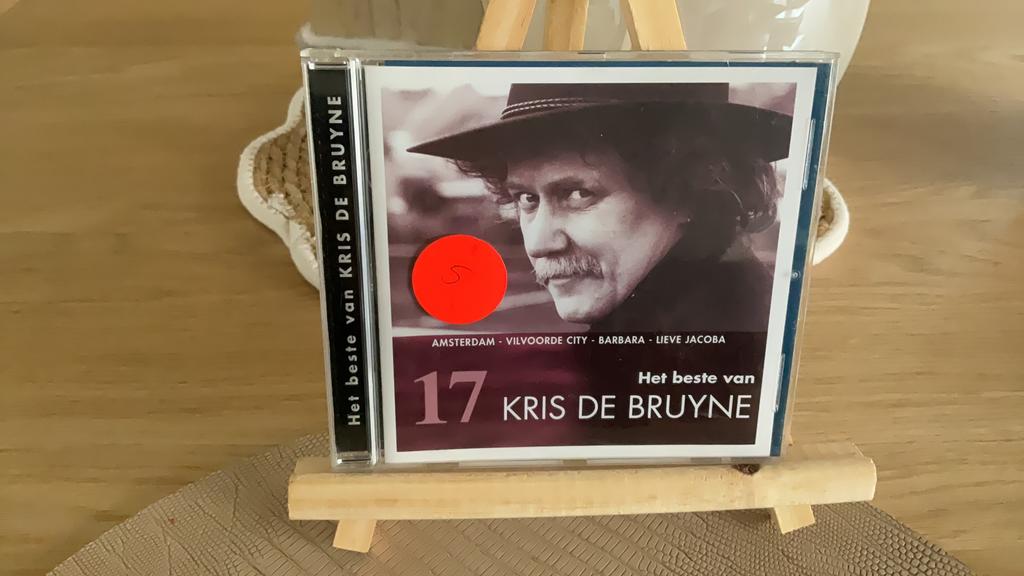 Het beste van KRIS DE BRUYNE
5
AMSTERDAM - VILVOORDE CITY - BARBARA - LIEVE JACOBA
17
Het beste van
KRIS DE BRUYNE